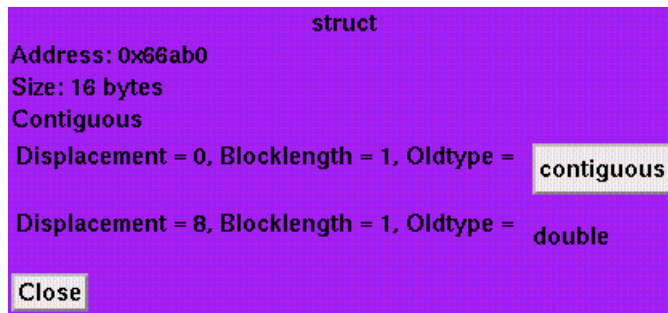 struct
Address: 0x66ab0
Size: 16 bytes
Contiguous
Displacement = 0, Blocklength = 1, Oldtype = contiguous
Displacement = 8, Blocklength = 1, Oldtype = double
Close